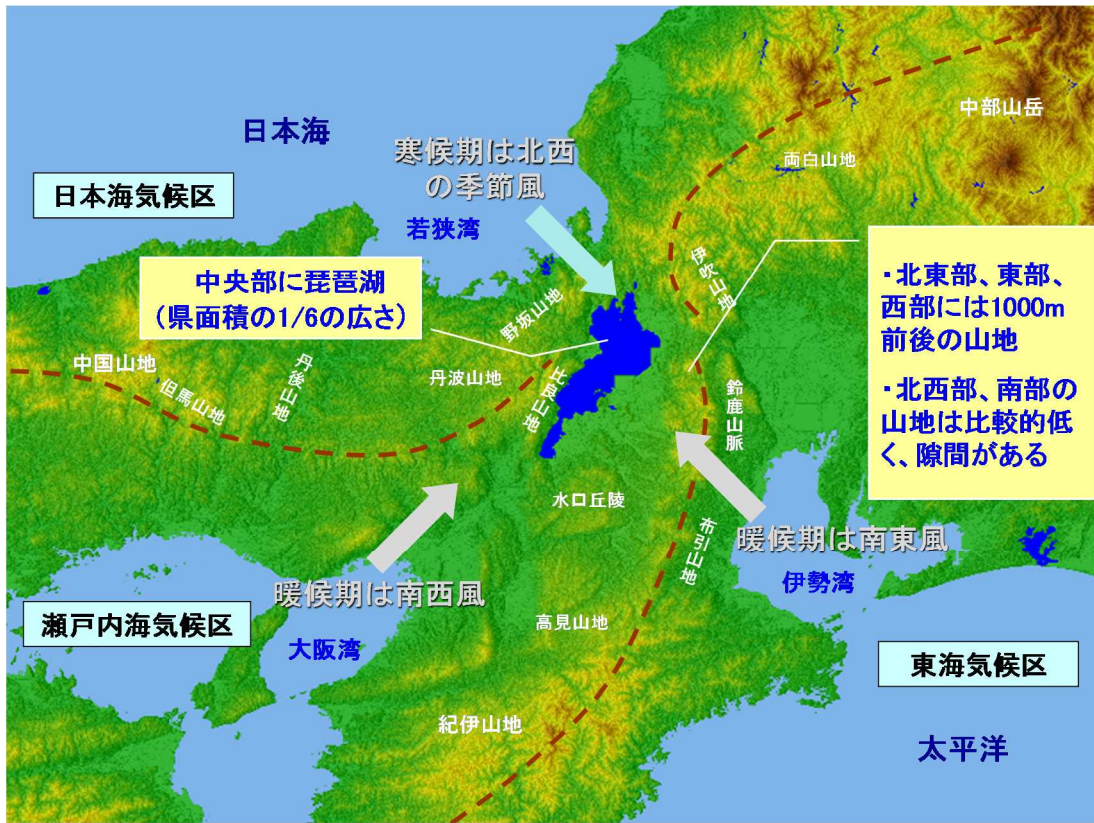 中部山岳
日本海
両白山地
寒候期は北西
の季節風
日本海気候区
若狭湾
中央部に琵琶湖
(県面積の1/6の広さ)
・北東部、東部、
西部には1000m
前後の山地
・北西部、南部の
山地は比較的低
く、隙間がある
伊吹山地
野坂山地
中国山地
丹後山地
丹波山地
但馬山地
比良山地
鈴鹿山脈
水口丘陵
布引山地
暖候期は南東風
伊勢湾
暖候期は南西風
瀬戸内海気候区
高見山地
大阪湾
東海気候区
紀伊山地
太平洋